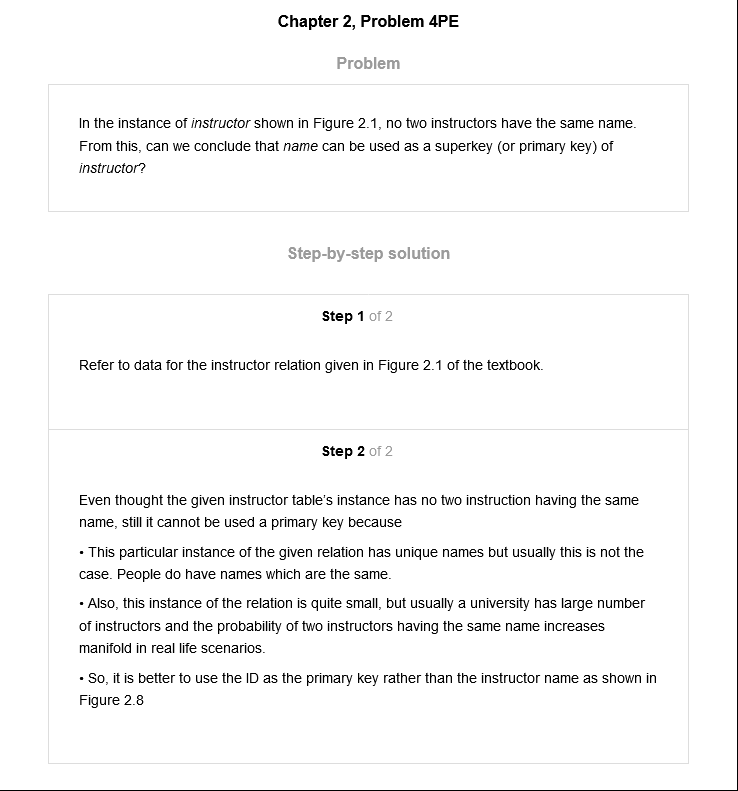 Chapter 2, Problem 4PE
Problem
In the instance of instructor shown in Figure 2.1, no two instructors have the same name.
From this, can we conclude that name can be used as a superkey (or primary key) of
instructor?
Step-by-step solution
Step 1 of 2
Refer to data for the instructor relation given in Figure 2.1 of the textbook.
Step 2 of 2
Even thought the given instructor table's instance has no two instruction having the same
name, still it cannot be used a primary key because
• This particular instance of the given relation has unique names but usually this is not the
case. People do have names which are the same.
• Also, this instance of the relation is quite small, but usually a university has large number
of instructors and the probability of two instructors having the same name increases
manifold in real life scenarios.
• So, it is better to use the ID as the primary key rather than the instructor name as shown in
Figure 2.8